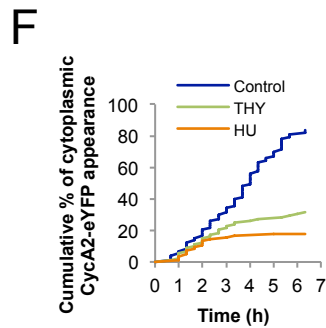 F
Control
THY
HU
Cumulative % of cytoplasmic
CycA2-eYFP appearance
100
80
60
40
20
0
0 1 2 3 4 5 6 7
Time (h)